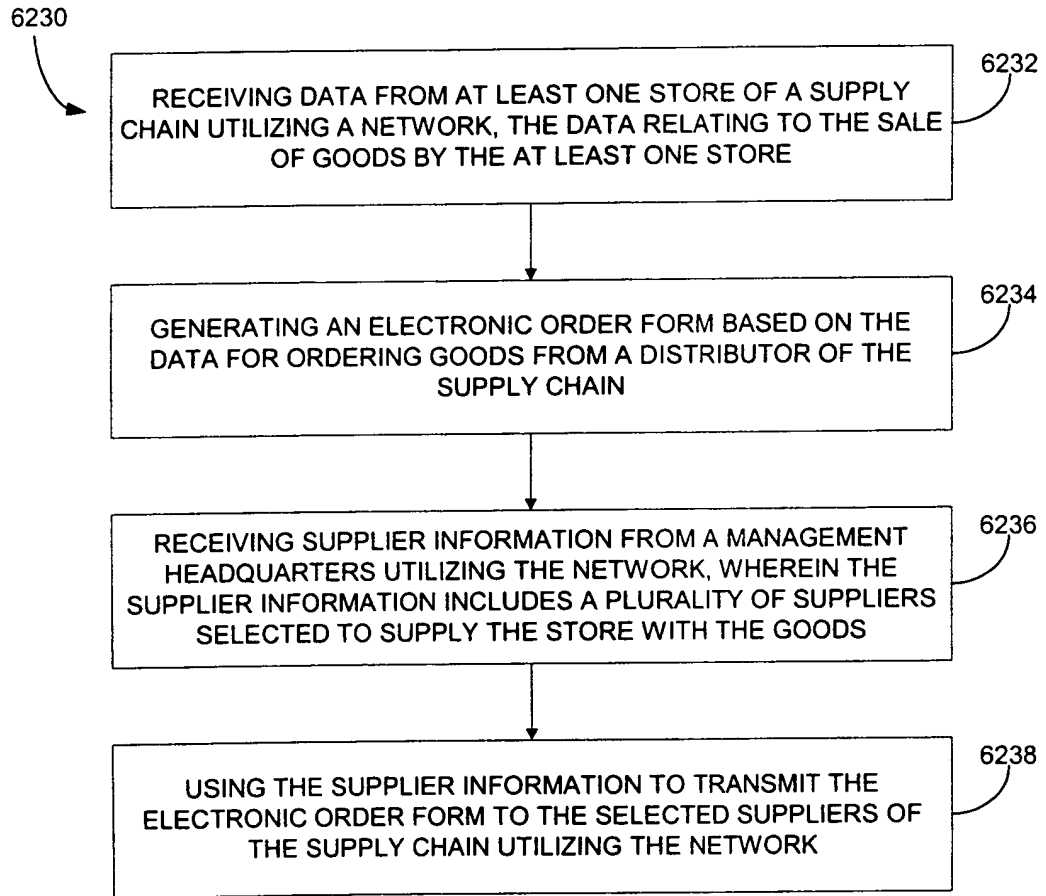 6230
6232
RECEIVING DATA FROM AT LEAST ONE STORE OF A SUPPLY
CHAIN UTILIZING A NETWORK, THE DATA RELATING TO THE SALE
OF GOODS BY THE AT LEAST ONE STORE
6234
GENERATING AN ELECTRONIC ORDER FORM BASED ON THE
DATA FOR ORDERING GOODS FROM A DISTRIBUTOR OF THE
SUPPLY CHAIN
6236
RECEIVING SUPPLIER INFORMATION FROM A MANAGEMENT
HEADQUARTERS UTILIZING THE NETWORK, WHEREIN THE
SUPPLIER INFORMATION INCLUDES A PLURALITY OF SUPPLIERS
SELECTED TO SUPPLY THE STORE WITH THE GOODS
6238
USING THE SUPPLIER INFORMATION TO TRANSMIT THE
ELECTRONIC ORDER FORM TO THE SELECTED SUPPLIERS OF
THE SUPPLY CHAIN UTILIZING THE NETWORK